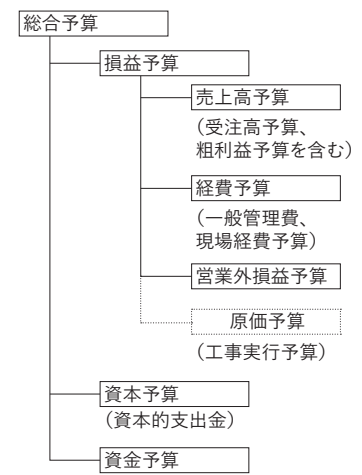 総合予算
損益予算
売上高予算
(受注高予算、
粗利益予算を含む)
経費予算
(一般管理費、
現場経費予算)
営業外損益予算
原価予算
(工事実行予算)
資本予算
(資本的支出金)
資金予算